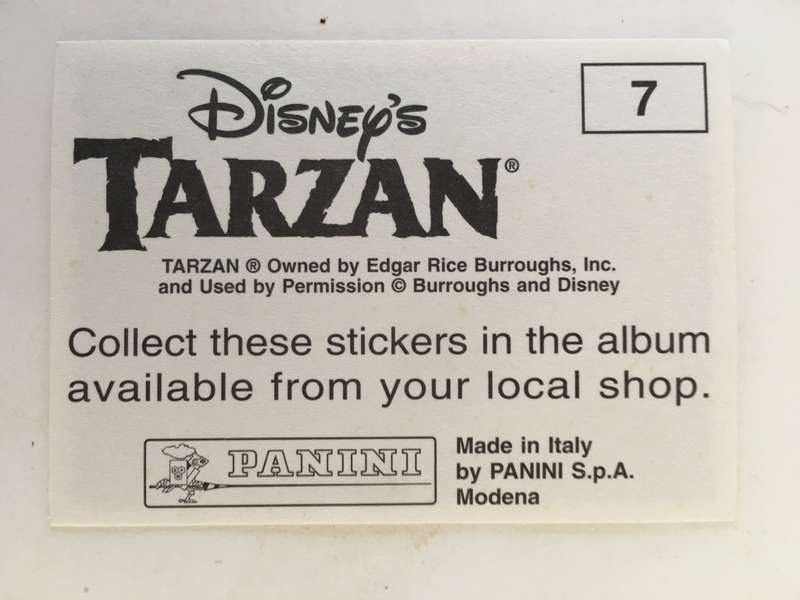 Disney's
TARZAN®
7
TARZAN ® Owned by Edgar Rice Burroughs, Inc.
and Used by Permission © Burroughs and Disney
Collect these stickers in the album
available from your local shop.
PANINI
Made in Italy
by PANINI S.p.A.
Modena